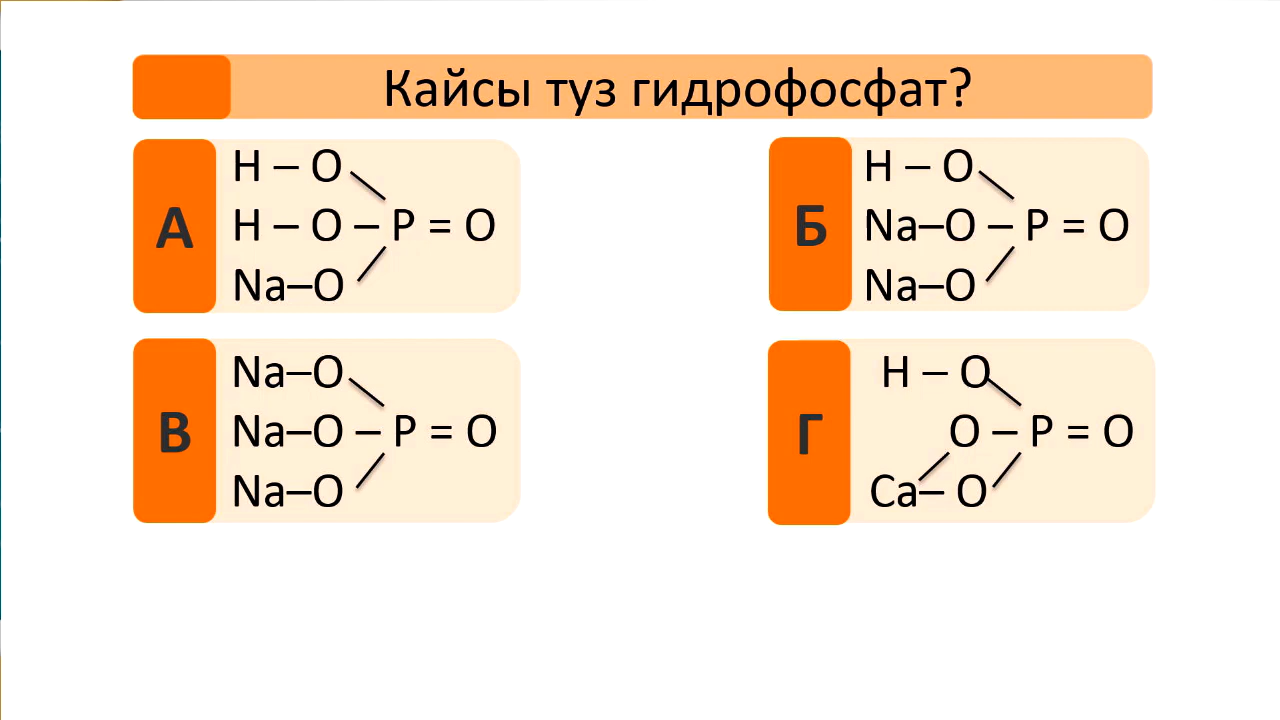 Кайсы туз гидрофосфат?
А
H – O
H – O – P = O
Na–O
Б
H – O
Na–O – P = O
Na–O
В
Na–O
Na–O – P = O
Na–O
Г
H – O
O – P = O
Ca– O